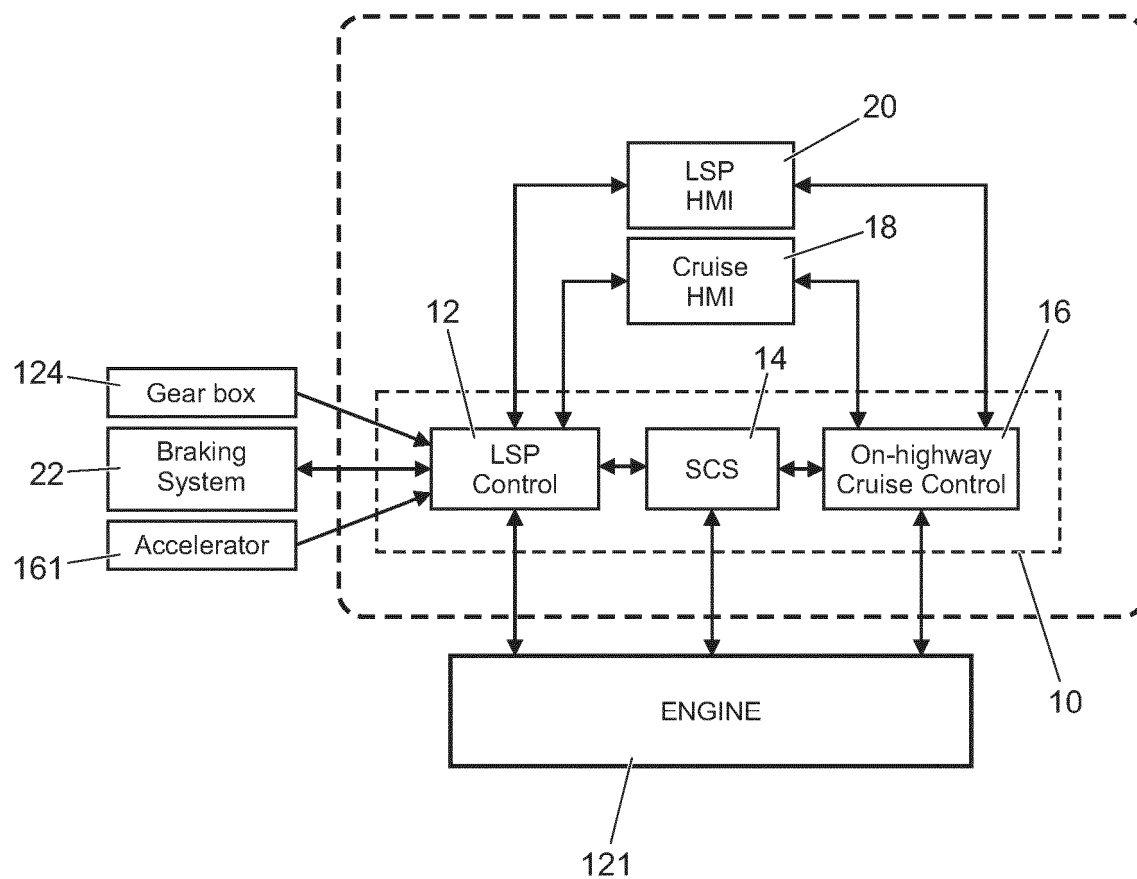 20
LSP
HMI
18
Cruise
HMI
12
16
14
124
Gear box
22
Braking
System
LSP
Control
SCS
On-highway
Cruise Control
161
Accelerator
10
ENGINE
121